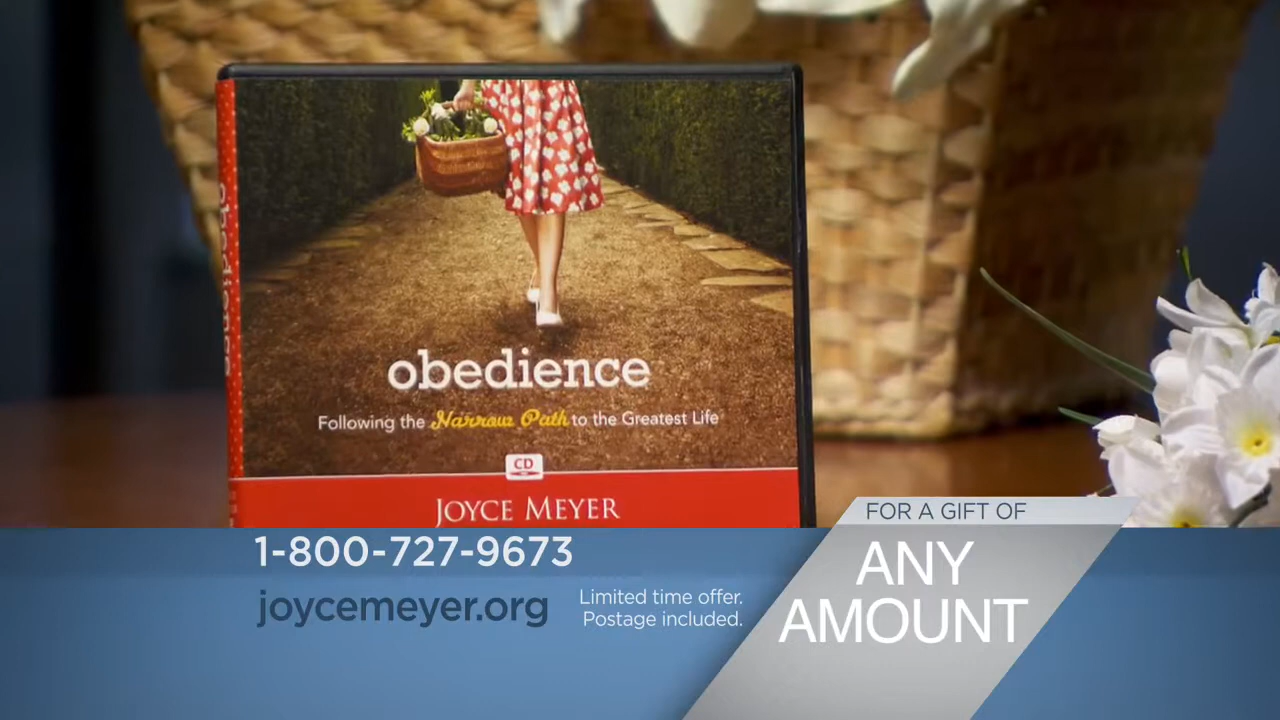 obedience
obedience
Following the Narrow Path to the Greatest Life
CD
JOYCE MEYER
FOR A GIFT OF
ANY
AMOUNT
1-800-727-9673
joycemeyer.org
Limited time offer.
Postage included.